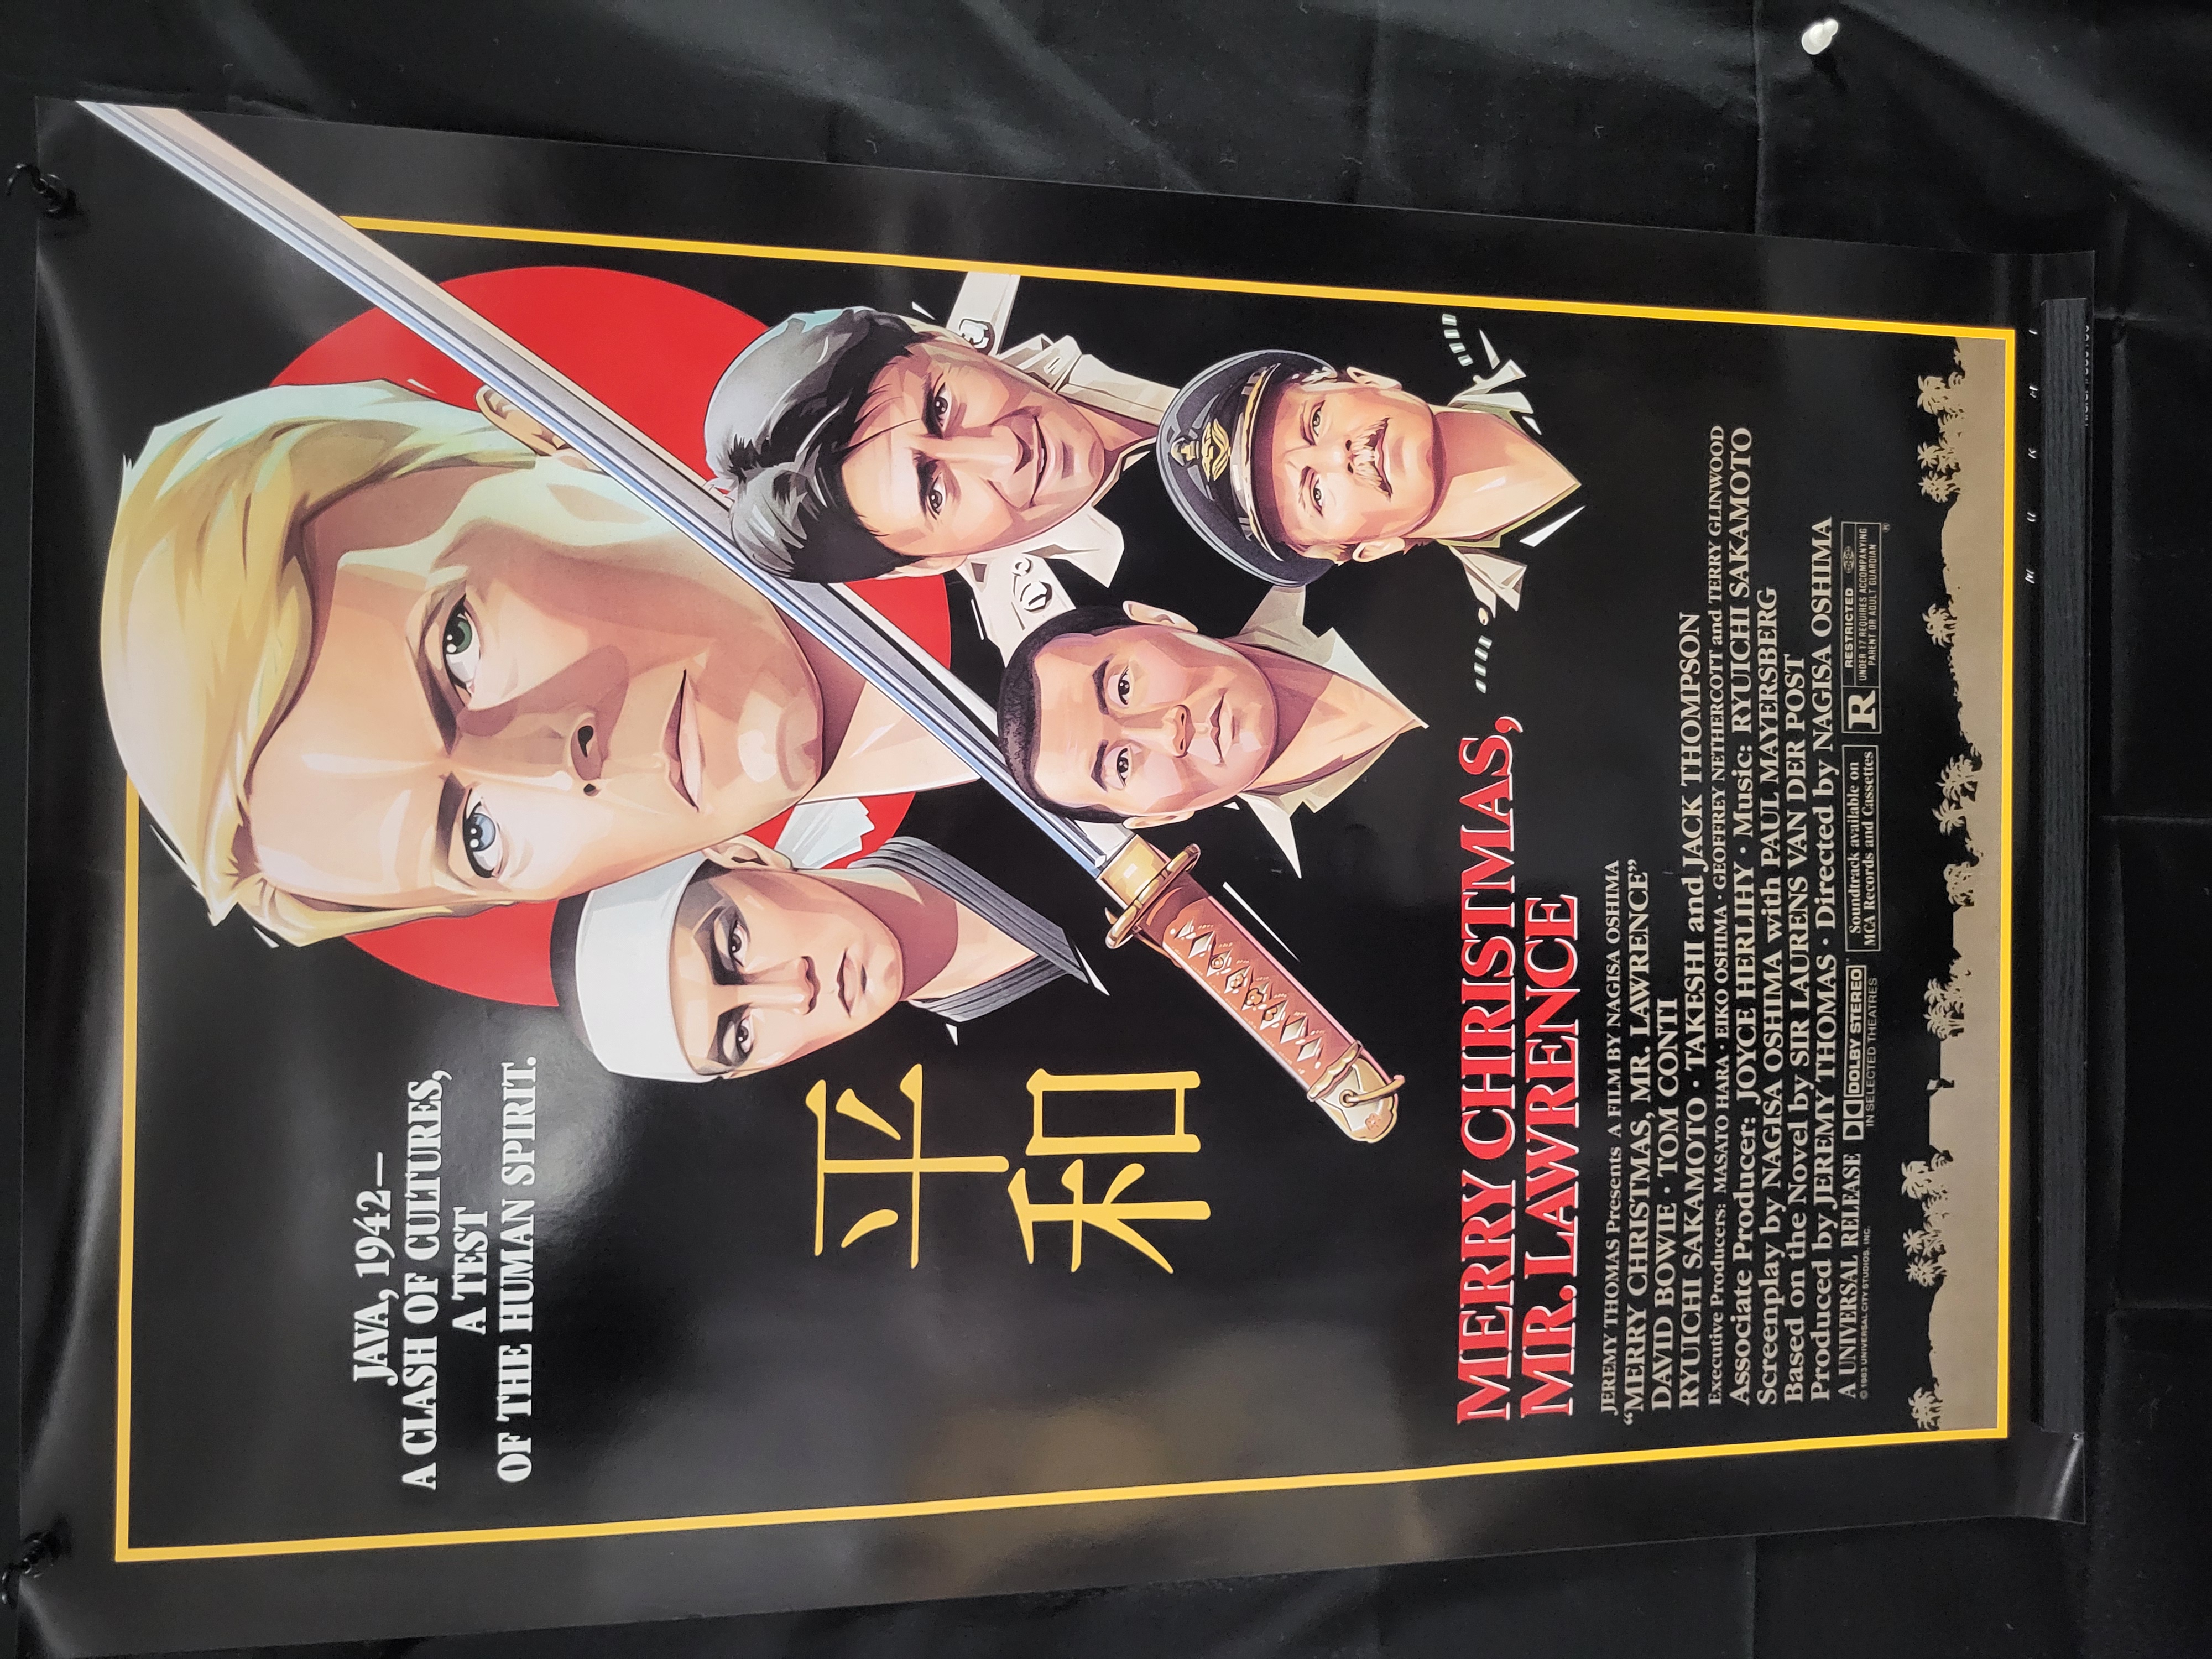 JAVA, 1942—
A CLASH OF CULTURES,
A TEST
OF THE HUMAN SPIRIT.
平
和
MERRY CHRISTMAS,
MR. LAWRENCE
JEREMY THOMAS Presents A FILM BY NAGISA OSHIMA
“MERRY CHRISTMAS, MR. LAWRENCE”
DAVID BOWIE · TOM CONTI
RYUICHI SAKAMOTO · TAKESHI and JACK THOMPSON
Executive Producers: MASATO HARA · EIKO OSHIMA · GEOFFREY NETHERCOTT and TERRY GLINWOOD
Associate Producer: JOYCE HERLIHY · Music: RYUICHI SAKAMOTO
Screenplay by NAGISA OSHIMA with PAUL MAYERSBERG
Based on the Novel by SIR LAURENS VAN DER POST
Produced by JEREMY THOMAS · Directed by NAGISA OSHIMA
A UNIVERSAL RELEASE
© 1983 UNIVERSAL CITY STUDIOS, INC.
DOLBY STEREO
IN SELECTED THEATRES
Soundtrack available on
MCA Records and Cassettes
R
RESTRICTED
UNDER 17 REQUIRES ACCOMPANYING
PARENT OR ADULT GUARDIAN
®